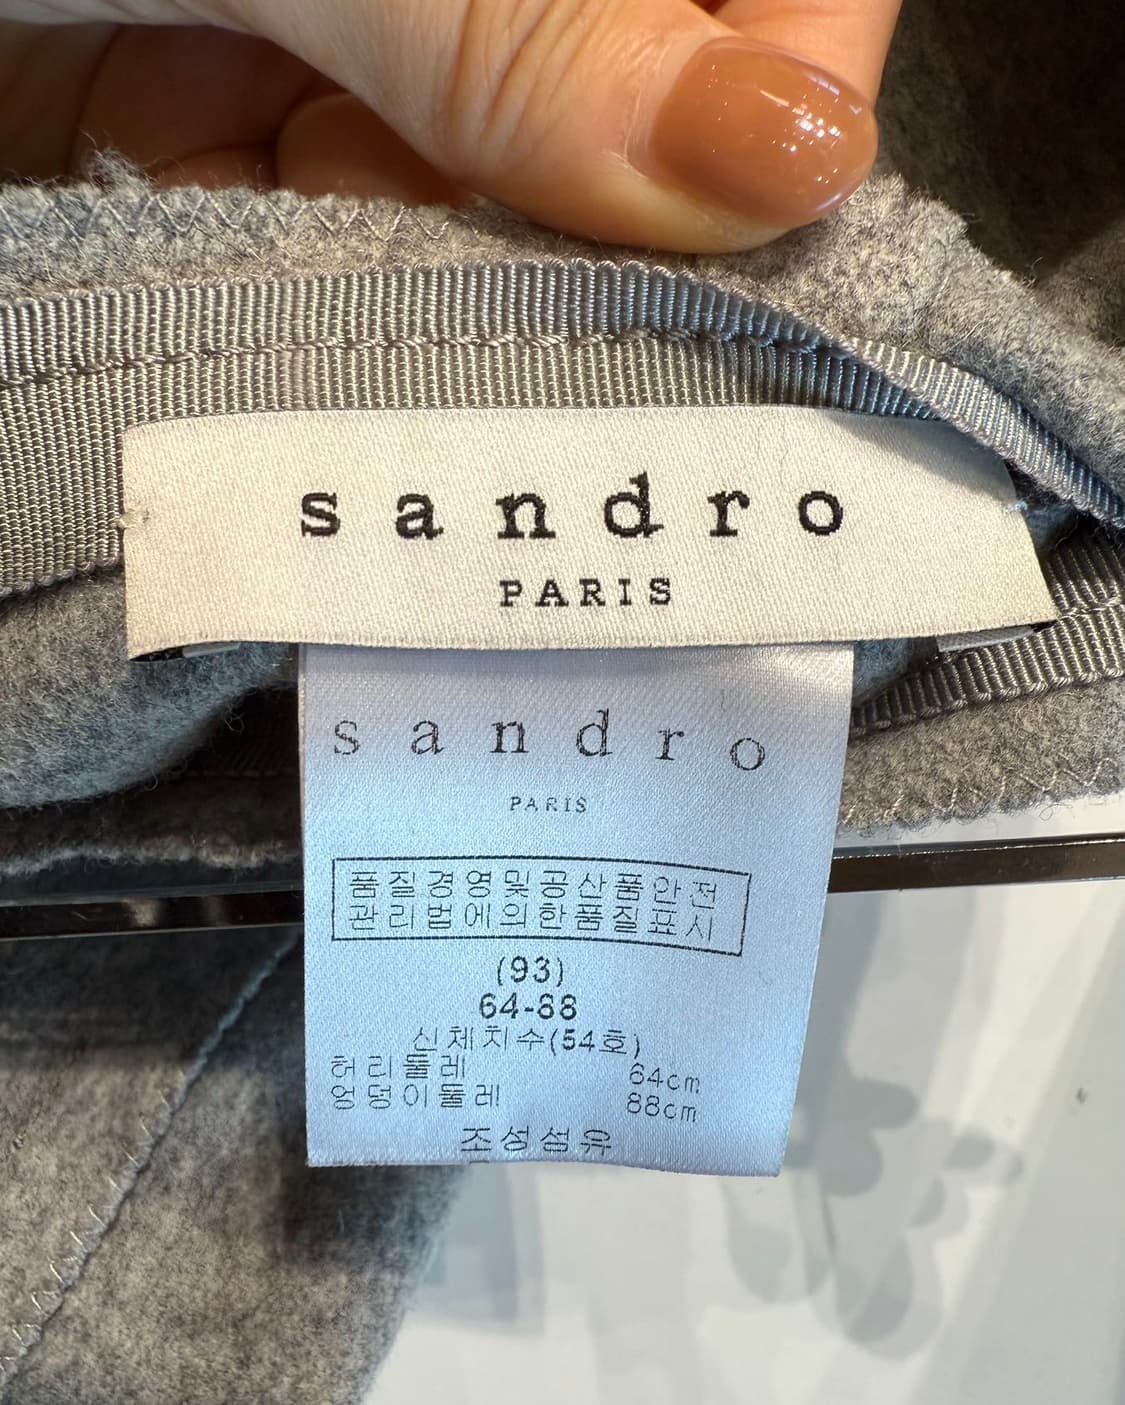 sandro
PARIS
sandro
PARIS
품질경영및공산품안전
관리법에의한품질표시
(93)
64-88
신체치수(54호)
허리둘레 64cm
엉덩이둘레 88cm
조성섬유